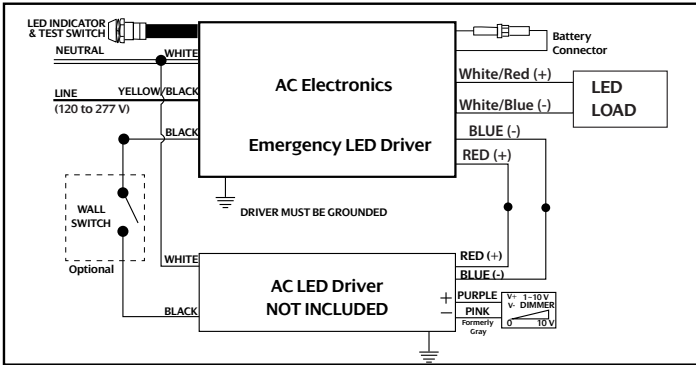 LED INDICATOR
& TEST SWITCH
NEUTRAL
WHITE
LINE
YELLOW/BLACK
(120 to 277 V)
BLACK
AC Electronics
Emergency LED Driver
Battery
Connector
White/Red (+)
White/Blue (-)
LED
LOAD
BLUE (-)
RED (+)
DRIVER MUST BE GROUNDED
WALL
SWITCH
Optional
WHITE
BLACK
AC LED Driver
NOT INCLUDED
RED (+)
BLUE (-)
+ PURPLE
− PINK
Formerly
Gray
V+ 1-10 V
V- DIMMER
0 10 V